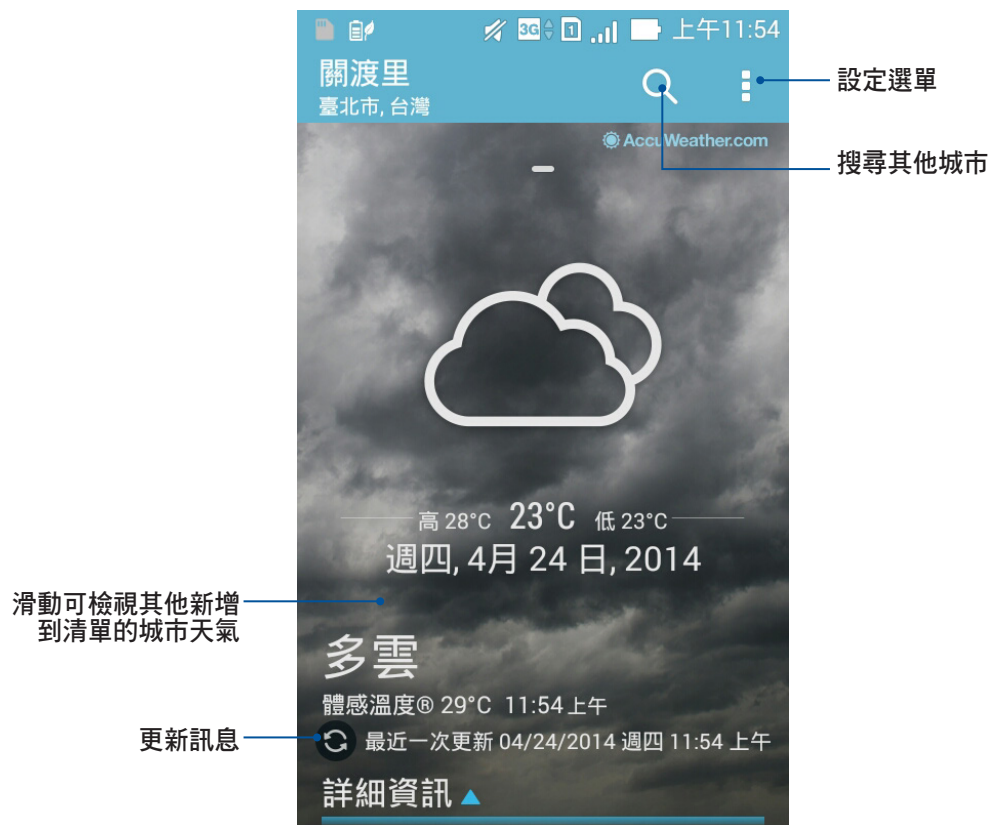 3G 1 上午11:54
關渡里
臺北市, 台灣
設定選單
AccuWeather.com
搜尋其他城市
高 28°C 23°C 低 23°C
週四, 4月 24 日, 2014
滑動可檢視其他新增
到清單的城市天氣
多雲
體感溫度® 29°C 11:54 上午
更新訊息
最近一次更新 04/24/2014 週四 11:54 上午
詳細資訊